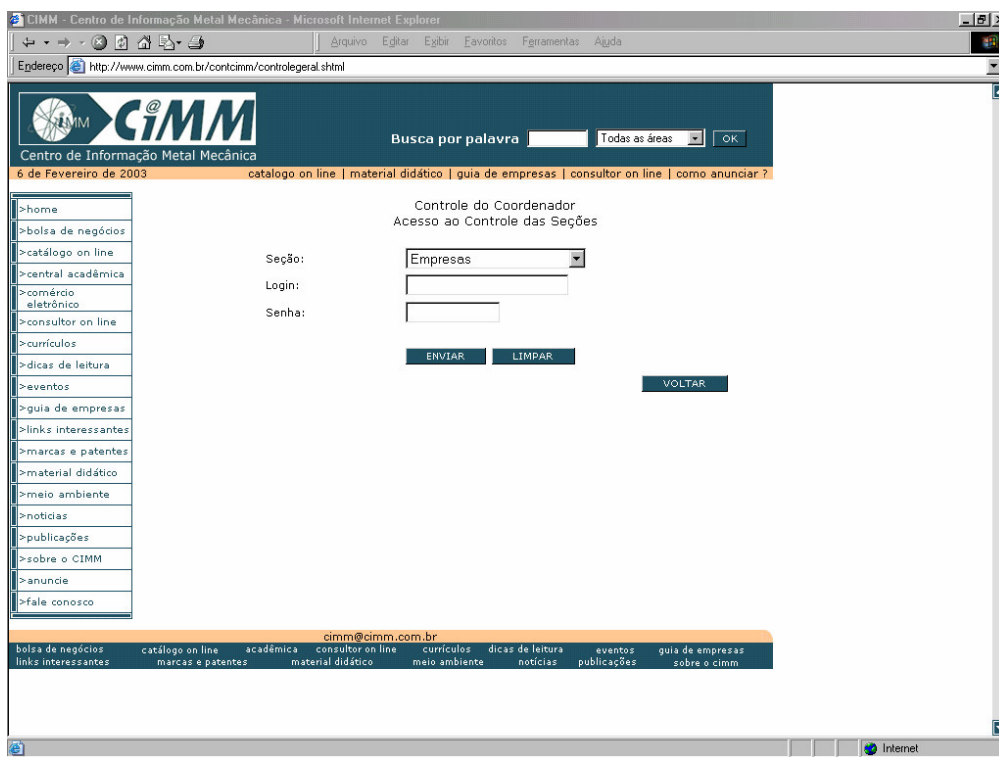 CIMM - Centro de Informação Metal Mecânica - Microsoft Internet Explorer
Arquivo Editar Exibir Favoritos Ferramentas Ajuda
Endereço http://www.cimm.com.br/contcimm/controlegeral.shtml
CiMM
Centro de Informação Metal Mecânica
Busca por palavra Todas as áreas OK
6 de Fevereiro de 2003 catalogo on line | material didático | guia de empresas | consultor on line | como anunciar ?
>home
>bolsa de negócios
>catálogo on line
>central acadêmica
>comércio
eletrônico
>consultor on line
>currículos
>dicas de leitura
>eventos
>guia de empresas
>links interessantes
>marcas e patentes
>material didático
>meio ambiente
>noticias
>publicações
>sobre o CIMM
>anuncie
>fale conosco
Controle do Coordenador
Acesso ao Controle das Seções
Seção: Empresas
Login:
Senha:
ENVIAR LIMPAR
VOLTAR
cimm@cimm.com.br
bolsa de negócios catálogo on line acadêmica consultor on line currículos dicas de leitura eventos guia de empresas
links interessantes marcas e patentes material didático meio ambiente notícias publicações sobre o cimm
Internet